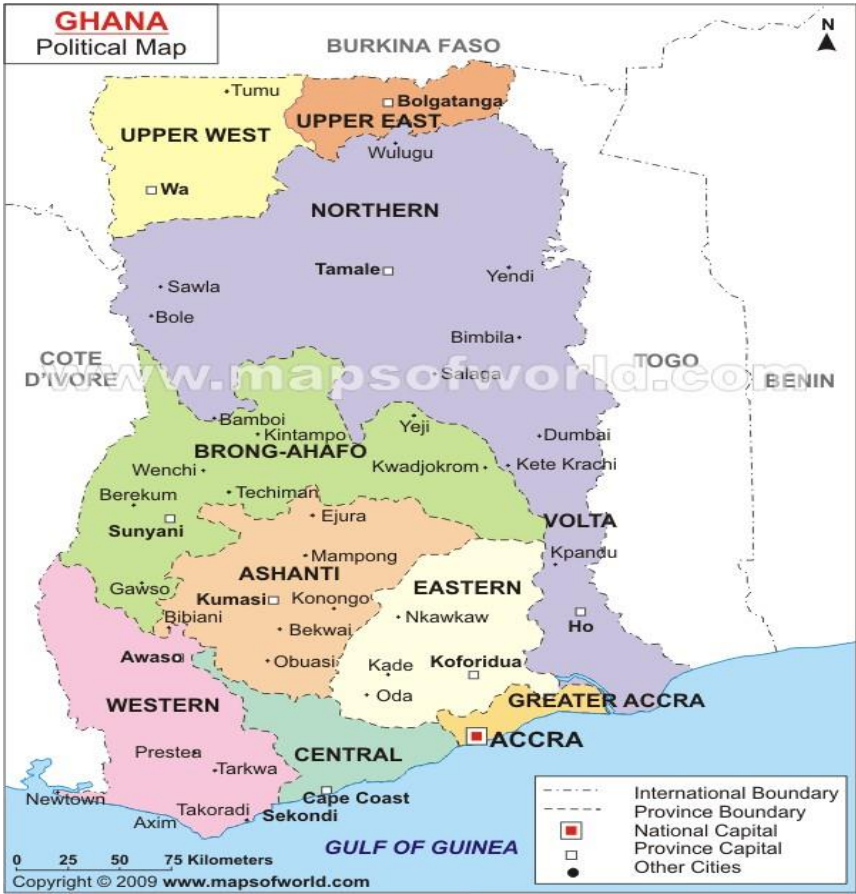 GHANA
Political Map
N
BURKINA FASO
Tumu
Bolgatanga
UPPER EAST
UPPER WEST
Wulugu
Wa
NORTHERN
Tamale
Yendi
Sawla
Bole
Bimbila
COTE
D'IVORE
TOGO
BENIN
www.mapsofworld.com
Salaga
Bamboi
Kintampo
Yeji
Dumbai
BRONG-AHAFO
Wenchi
Kwadjokrom
Kete Krachi
Berekum
Techiman
Sunyani
Ejura
VOLTA
Mampong
Kpandu
ASHANTI
EASTERN
Gawso
Kumasi
Konongo
Bibiani
Nkawkaw
Ho
Bekwai
Awaso
Obuasi
Kade
Koforidua
Oda
WESTERN
GREATER ACCRA
ACCRA
Prestea
CENTRAL
Tarkwa
Newtown
Cape Coast
Takoradi
Sekondi
Axim
GULF OF GUINEA
International Boundary
Province Boundary
National Capital
Province Capital
Other Cities
0 25 50 75 Kilometers
Copyright © 2009 www.mapsofworld.com